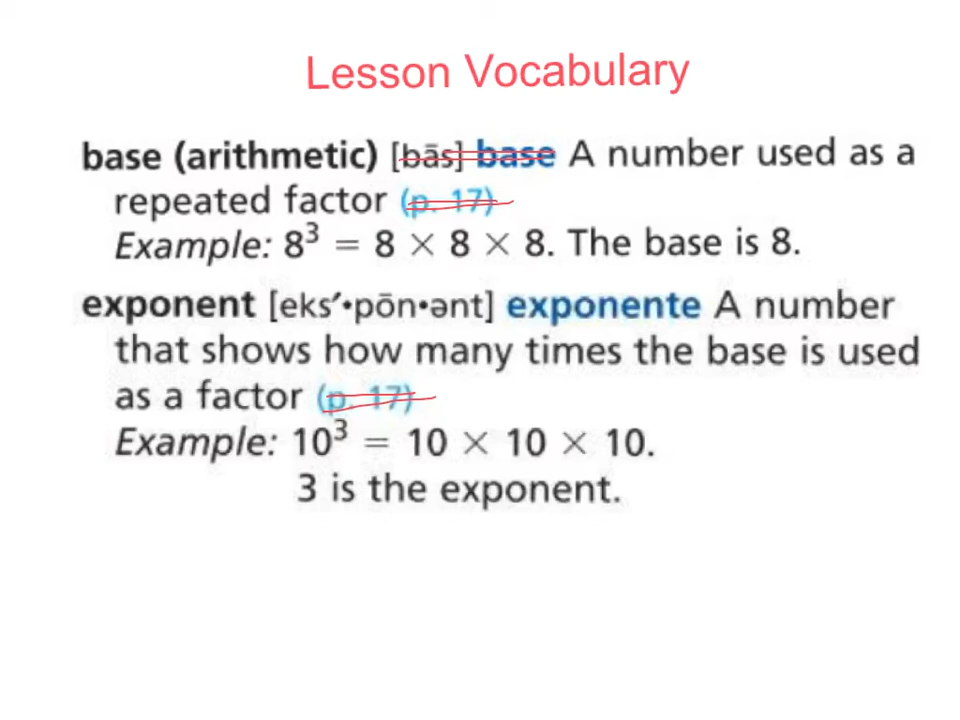 Lesson Vocabulary
base (arithmetic) [bās] base A number used as a
repeated factor (p. 17)
Example: 8³ = 8 × 8 × 8. The base is 8.
exponent [eks′•pōn•ənt] exponente A number
that shows how many times the base is used
as a factor (p. 17)
Example: 10³ = 10 × 10 × 10.
3 is the exponent.